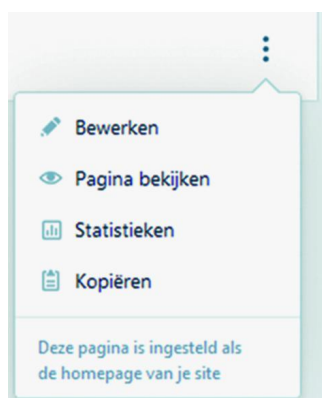 Bewerken
Pagina bekijken
Statistieken
Kopiëren
Deze pagina is ingesteld als
de homepage van je site